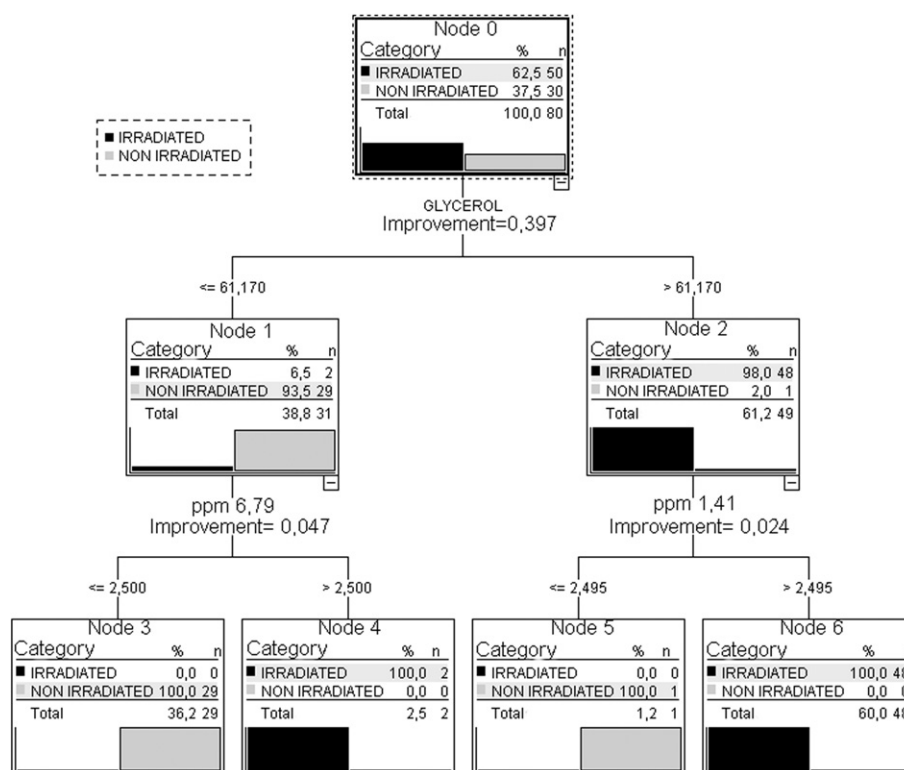 Node 0
Category % n
IRRADIATED 62,5 50
NON IRRADIATED 37,5 30
Total 100,0 80
IRRADIATED
NON IRRADIATED
GLYCEROL
Improvement=0,397
<= 61,170
> 61,170
Node 1
Category % n
IRRADIATED 6,5 2
NON IRRADIATED 93,5 29
Total 38,8 31
Node 2
Category % n
IRRADIATED 98,0 48
NON IRRADIATED 2,0 1
Total 61,2 49
ppm 6,79
Improvement= 0,047
ppm 1,41
Improvement= 0,024
<= 2,500
> 2,500
<= 2,495
> 2,495
Node 3
Category % n
IRRADIATED 0,0 0
NON IRRADIATED 100,0 29
Total 36,2 29
Node 4
Category % n
IRRADIATED 100,0 2
NON IRRADIATED 0,0 0
Total 2,5 2
Node 5
Category % n
IRRADIATED 0,0 0
NON IRRADIATED 100,0 1
Total 1,2 1
Node 6
Category %
IRRADIATED 100,0 48
NON IRRADIATED 0,0 0
Total 60,0 48